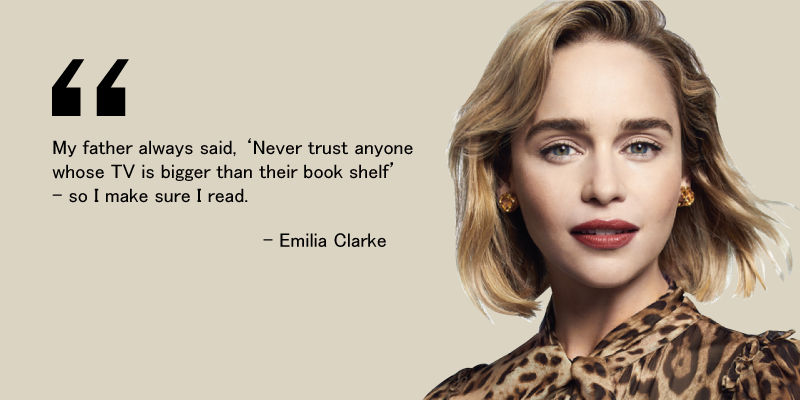 “
My father always said, ‘Never trust anyone
whose TV is bigger than their book shelf’
– so I make sure I read.
– Emilia Clarke